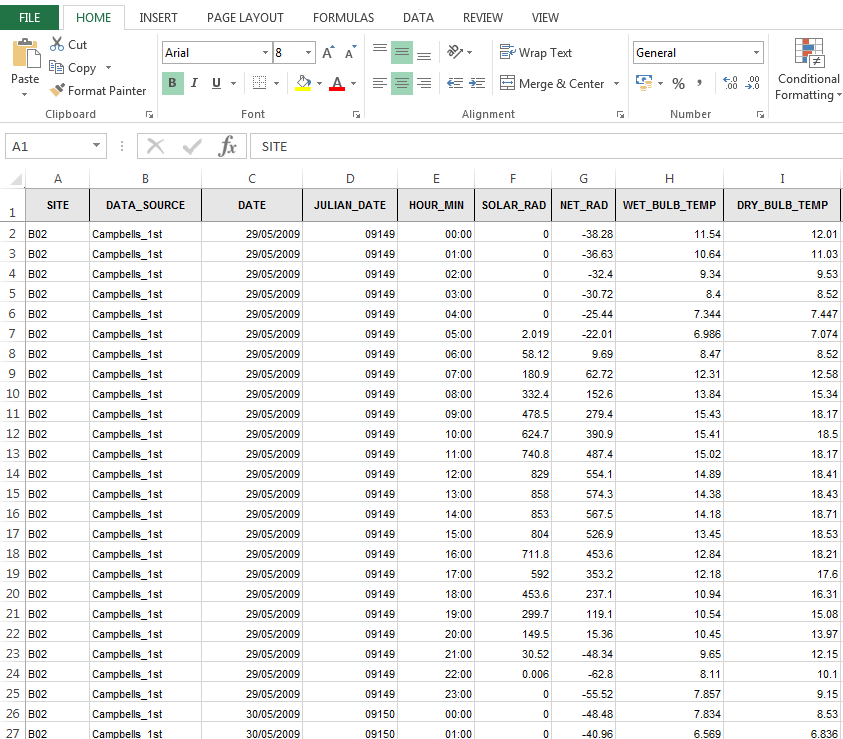 FILE HOME INSERT PAGE LAYOUT FORMULAS DATA REVIEW VIEW
Paste
Cut
Copy
Format Painter
Clipboard
Arial 8 A A
B I U A
Font
Wrap Text
Merge & Center
Alignment
General
% , .0 .00 .00 .0
Number
Conditional
Formatting
A1 fx SITE
A B C D E F G H I
1 SITE DATA_SOURCE DATE JULIAN_DATE HOUR_MIN SOLAR_RAD NET_RAD WET_BULB_TEMP DRY_BULB_TEMP
2 B02 Campbells_1st 29/05/2009 09149 00:00 0 -38.28 11.54 12.01
3 B02 Campbells_1st 29/05/2009 09149 01:00 0 -36.63 10.64 11.03
4 B02 Campbells_1st 29/05/2009 09149 02:00 0 -32.4 9.34 9.53
5 B02 Campbells_1st 29/05/2009 09149 03:00 0 -30.72 8.4 8.52
6 B02 Campbells_1st 29/05/2009 09149 04:00 0 -25.44 7.344 7.447
7 B02 Campbells_1st 29/05/2009 09149 05:00 2.019 -22.01 6.986 7.074
8 B02 Campbells_1st 29/05/2009 09149 06:00 58.12 9.69 8.47 8.52
9 B02 Campbells_1st 29/05/2009 09149 07:00 180.9 62.72 12.31 12.58
10 B02 Campbells_1st 29/05/2009 09149 08:00 332.4 152.6 13.84 15.34
11 B02 Campbells_1st 29/05/2009 09149 09:00 478.5 279.4 15.43 18.17
12 B02 Campbells_1st 29/05/2009 09149 10:00 624.7 390.9 15.41 18.5
13 B02 Campbells_1st 29/05/2009 09149 11:00 740.8 487.4 15.02 18.17
14 B02 Campbells_1st 29/05/2009 09149 12:00 829 554.1 14.89 18.41
15 B02 Campbells_1st 29/05/2009 09149 13:00 858 574.3 14.38 18.43
16 B02 Campbells_1st 29/05/2009 09149 14:00 853 567.5 14.18 18.71
17 B02 Campbells_1st 29/05/2009 09149 15:00 804 526.9 13.45 18.53
18 B02 Campbells_1st 29/05/2009 09149 16:00 711.8 453.6 12.84 18.21
19 B02 Campbells_1st 29/05/2009 09149 17:00 592 353.2 12.18 17.6
20 B02 Campbells_1st 29/05/2009 09149 18:00 453.6 237.1 10.94 16.31
21 B02 Campbells_1st 29/05/2009 09149 19:00 299.7 119.1 10.54 15.08
22 B02 Campbells_1st 29/05/2009 09149 20:00 149.5 15.36 10.45 13.97
23 B02 Campbells_1st 29/05/2009 09149 21:00 30.52 -48.34 9.65 12.15
24 B02 Campbells_1st 29/05/2009 09149 22:00 0.006 -62.8 8.11 10.1
25 B02 Campbells_1st 29/05/2009 09149 23:00 0 -55.52 7.857 9.15
26 B02 Campbells_1st 30/05/2009 09150 00:00 0 -48.48 7.834 8.53
27 B02 Campbells_1st 30/05/2009 09150 01:00 0 -40.96 6.569 6.836